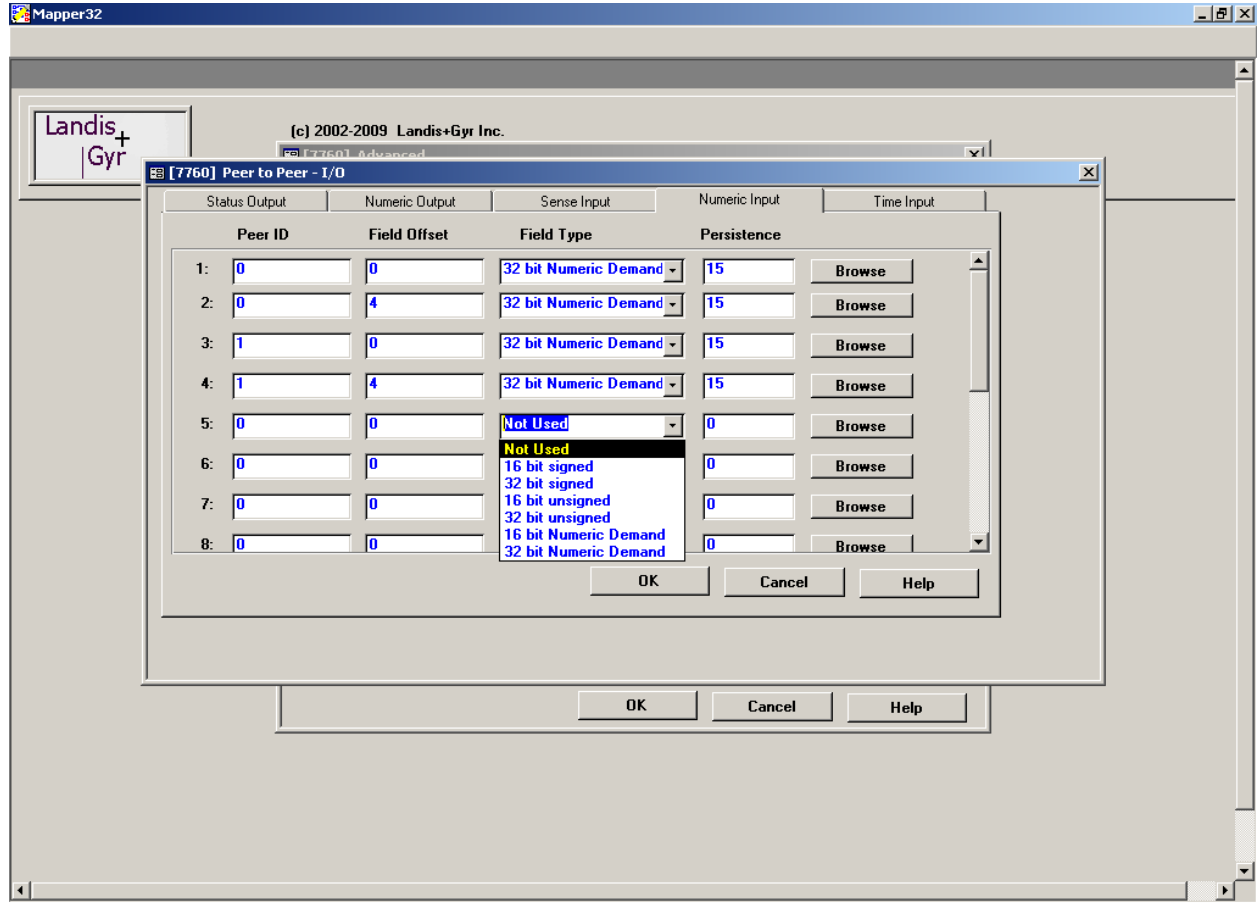 Mapper32
Landis+
Gyr
(c) 2002-2009 Landis+Gyr Inc.
[7760] Advanced
[7760] Peer to Peer - I/O
Status Output Numeric Output Sense Input Numeric Input Time Input
Peer ID Field Offset Field Type Persistence
1: 0 0 32 bit Numeric Demand 15 Browse
2: 0 4 32 bit Numeric Demand 15 Browse
3: 1 0 32 bit Numeric Demand 15 Browse
4: 1 4 32 bit Numeric Demand 15 Browse
5: 0 0 Not Used 0 Browse
Not Used
6: 0 0 16 bit signed 0 Browse
32 bit signed
7: 0 0 16 bit unsigned 0 Browse
32 bit unsigned
16 bit Numeric Demand
8: 0 0 32 bit Numeric Demand 0 Browse
OK Cancel Help
OK Cancel Help